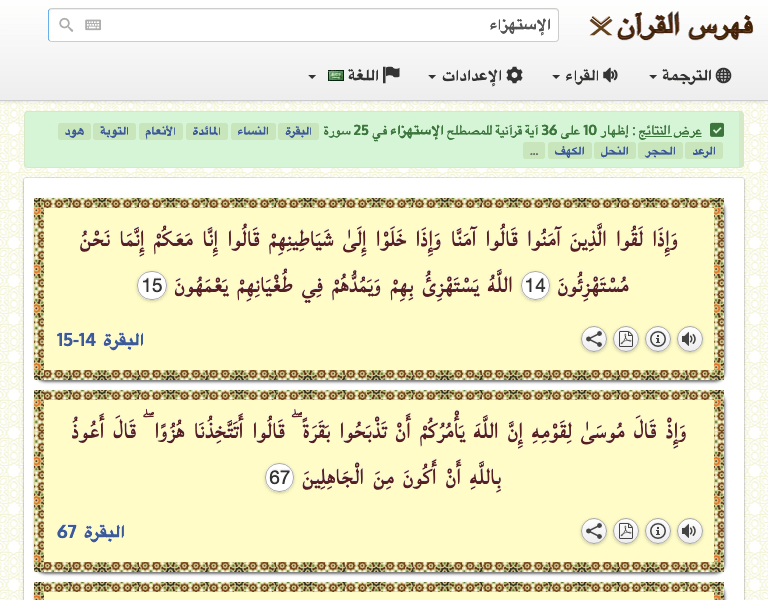 فهرس القرآن
الإستهزاء
الترجمة القراء الإعدادات اللغة
عرض النتائج : إظهار 10 على 36 آية قرآنية للمصطلح الإستهزاء في 25 سورة البقرة النساء المائدة الأنعام التوبة هود
الرعد الحجر النحل الكهف ...
وَإِذَا لَقُوا الَّذِينَ آمَنُوا قَالُوا آمَنَّا وَإِذَا خَلَوْا إِلَىٰ شَيَاطِينِهِمْ قَالُوا إِنَّا مَعَكُمْ إِنَّمَا نَحْنُ
مُسْتَهْزِئُونَ 14 اللَّهُ يَسْتَهْزِئُ بِهِمْ وَيَمُدُّهُمْ فِي طُغْيَانِهِمْ يَعْمَهُونَ 15
البقرة 14-15
وَإِذْ قَالَ مُوسَىٰ لِقَوْمِهِ إِنَّ اللَّهَ يَأْمُرُكُمْ أَنْ تَذْبَحُوا بَقَرَةً ۖ قَالُوا أَتَتَّخِذُنَا هُزُوًا ۖ قَالَ أَعُوذُ
بِاللَّهِ أَنْ أَكُونَ مِنَ الْجَاهِلِينَ 67
البقرة 67